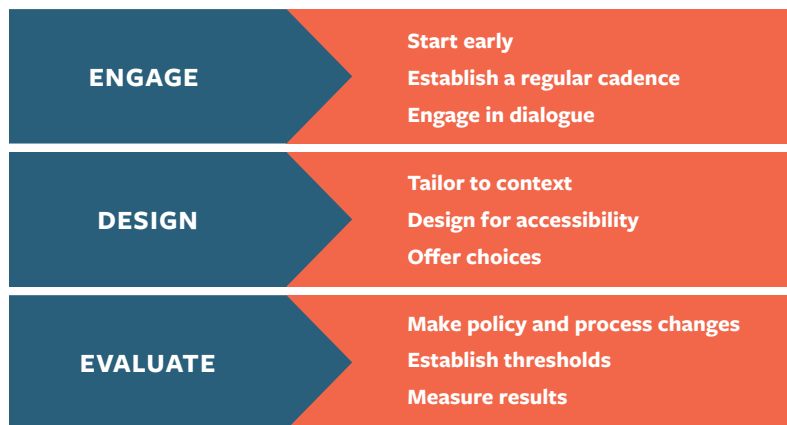 ENGAGE
Start early
Establish a regular cadence
Engage in dialogue
DESIGN
Tailor to context
Design for accessibility
Offer choices
EVALUATE
Make policy and process changes
Establish thresholds
Measure results